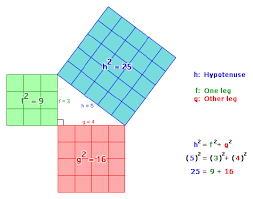 h² = 25
f² = 9
f = 3
h = 5
g = 4
g² = 16
h: Hypotenuse
f: One leg
g: Other leg
h² = f² + g²
(5)² = (3)² + (4)²
25 = 9 + 16